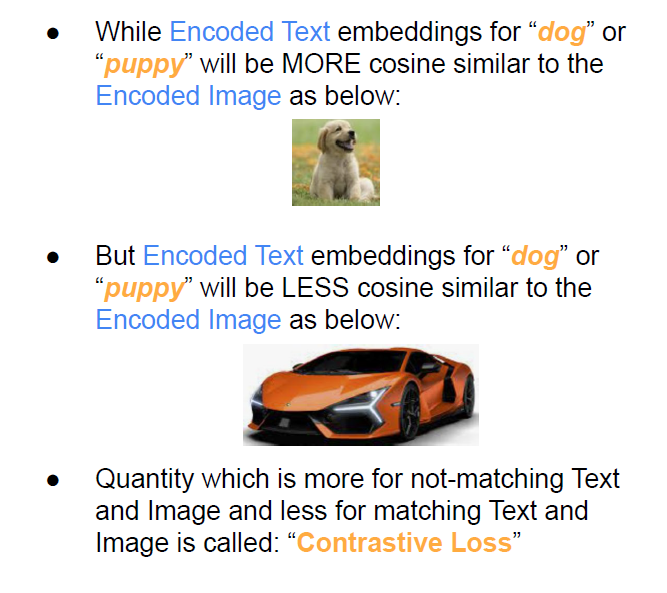 ● While Encoded Text embeddings for “dog” or
“puppy” will be MORE cosine similar to the
Encoded Image as below:
● But Encoded Text embeddings for “dog” or
“puppy” will be LESS cosine similar to the
Encoded Image as below:
● Quantity which is more for not-matching Text
and Image and less for matching Text and
Image is called: “Contrastive Loss”